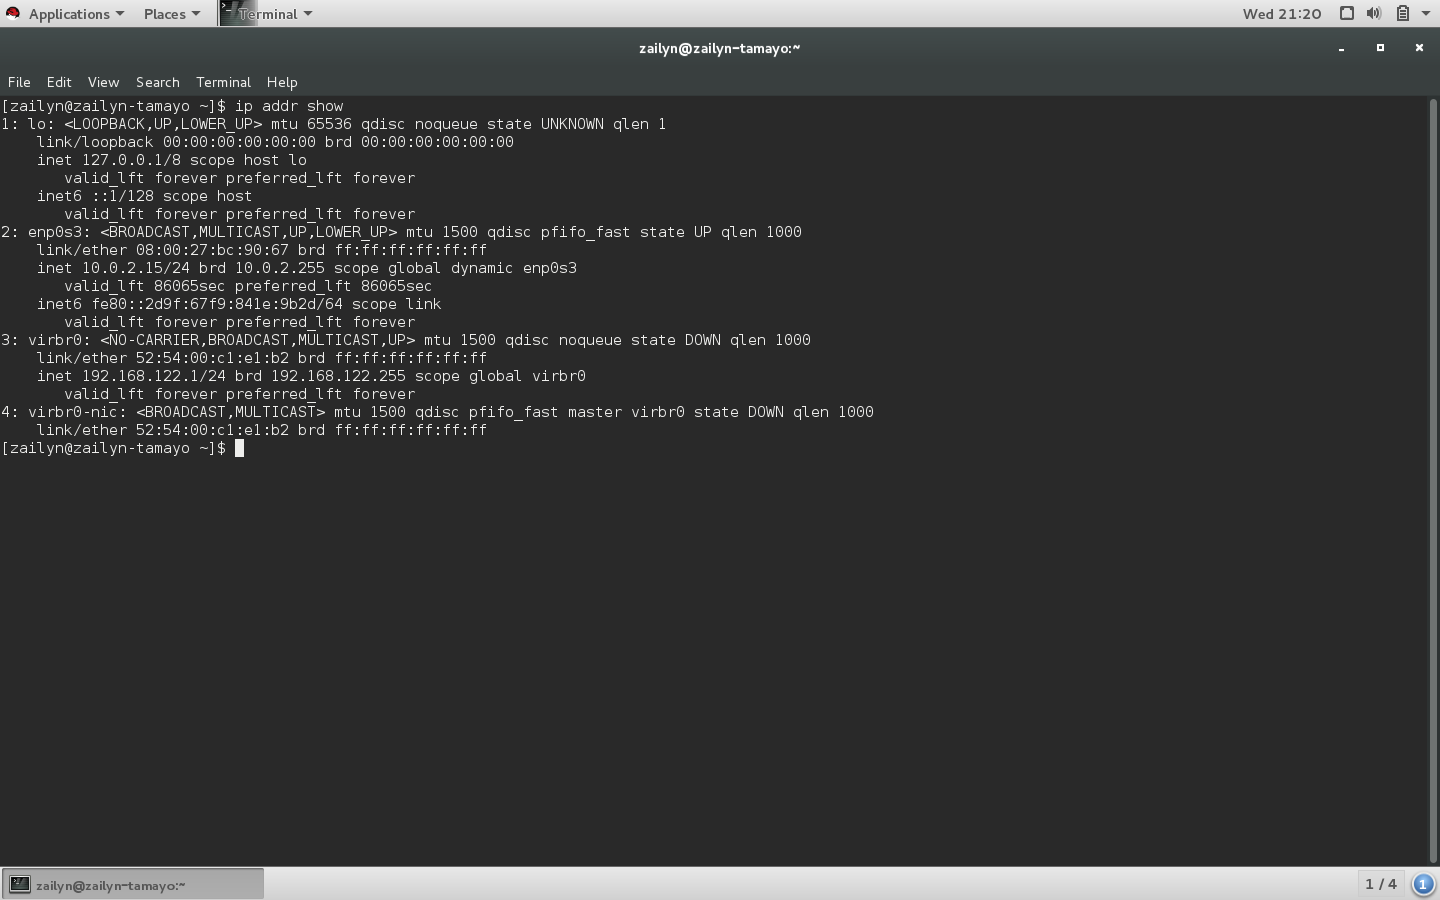 Applications Places Terminal Wed 21:20
zailyn@zailyn-tamayo:~
File Edit View Search Terminal Help
[zailyn@zailyn-tamayo ~]$ ip addr show
1: lo: <LOOPBACK,UP,LOWER_UP> mtu 65536 qdisc noqueue state UNKNOWN qlen 1
    link/loopback 00:00:00:00:00:00 brd 00:00:00:00:00:00
    inet 127.0.0.1/8 scope host lo
       valid_lft forever preferred_lft forever
    inet6 ::1/128 scope host
       valid_lft forever preferred_lft forever
2: enp0s3: <BROADCAST,MULTICAST,UP,LOWER_UP> mtu 1500 qdisc pfifo_fast state UP qlen 1000
    link/ether 08:00:27:bc:90:67 brd ff:ff:ff:ff:ff:ff
    inet 10.0.2.15/24 brd 10.0.2.255 scope global dynamic enp0s3
       valid_lft 86065sec preferred_lft 86065sec
    inet6 fe80::2d9f:67f9:841e:9b2d/64 scope link
       valid_lft forever preferred_lft forever
3: virbr0: <NO-CARRIER,BROADCAST,MULTICAST,UP> mtu 1500 qdisc noqueue state DOWN qlen 1000
    link/ether 52:54:00:c1:e1:b2 brd ff:ff:ff:ff:ff:ff
    inet 192.168.122.1/24 brd 192.168.122.255 scope global virbr0
       valid_lft forever preferred_lft forever
4: virbr0-nic: <BROADCAST,MULTICAST> mtu 1500 qdisc pfifo_fast master virbr0 state DOWN qlen 1000
    link/ether 52:54:00:c1:e1:b2 brd ff:ff:ff:ff:ff:ff
[zailyn@zailyn-tamayo ~]$
zailyn@zailyn-tamayo:~ 1 / 4 1